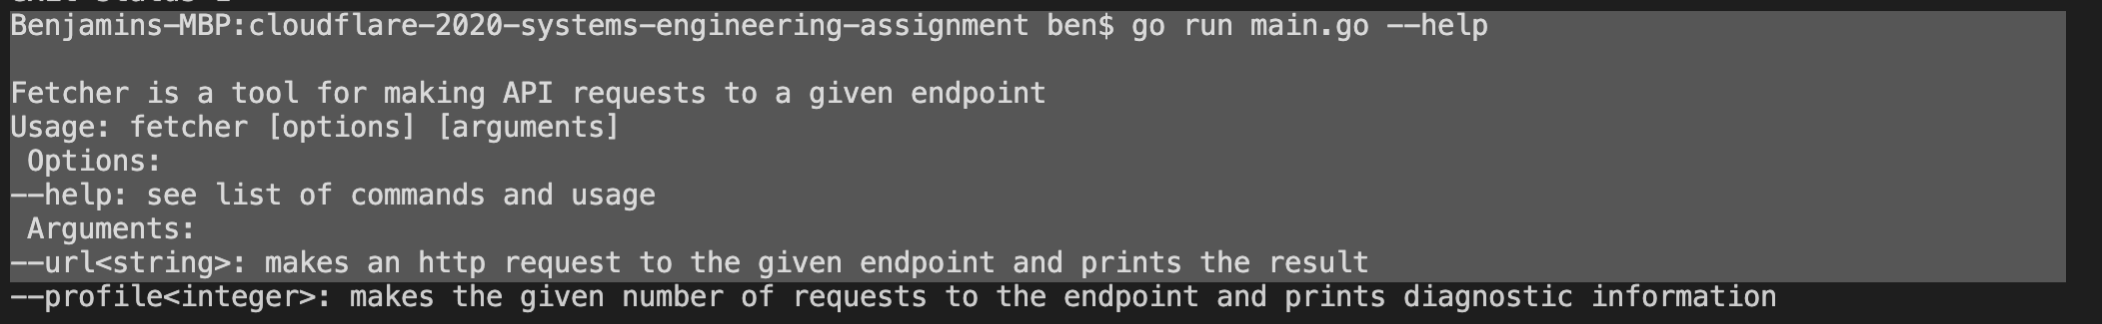 Benjamins-MBP:cloudflare-2020-systems-engineering-assignment ben$ go run main.go --help
Fetcher is a tool for making API requests to a given endpoint
Usage: fetcher [options] [arguments]
Options:
--help: see list of commands and usage
Arguments:
--url<string>: makes an http request to the given endpoint and prints the result
--profile<integer>: makes the given number of requests to the endpoint and prints diagnostic information